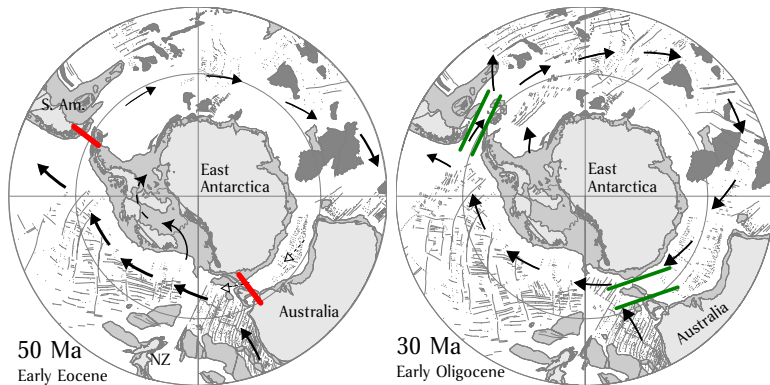 S. Am.
East
Antarctica
Australia
NZ
50 Ma
Early Eocene
East
Antarctica
Australia
30 Ma
Early Oligocene